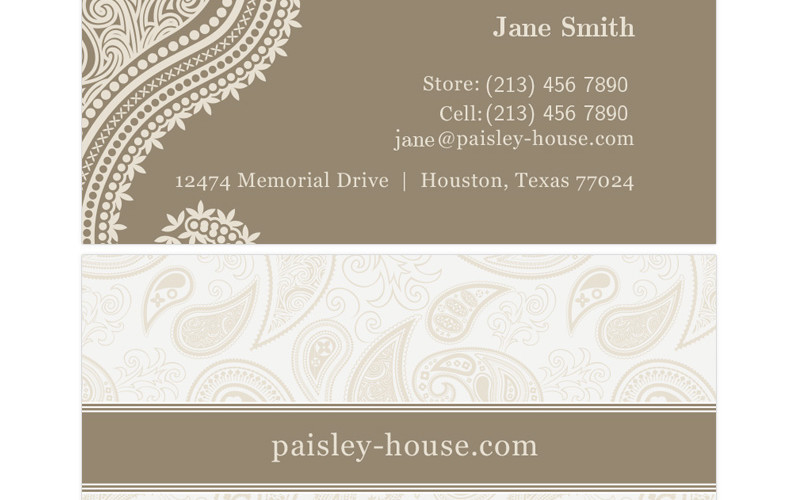 Jane Smith
Store: (213) 456 7890
Cell: (213) 456 7890
jane@paisley-house.com
12474 Memorial Drive | Houston, Texas 77024
paisley-house.com